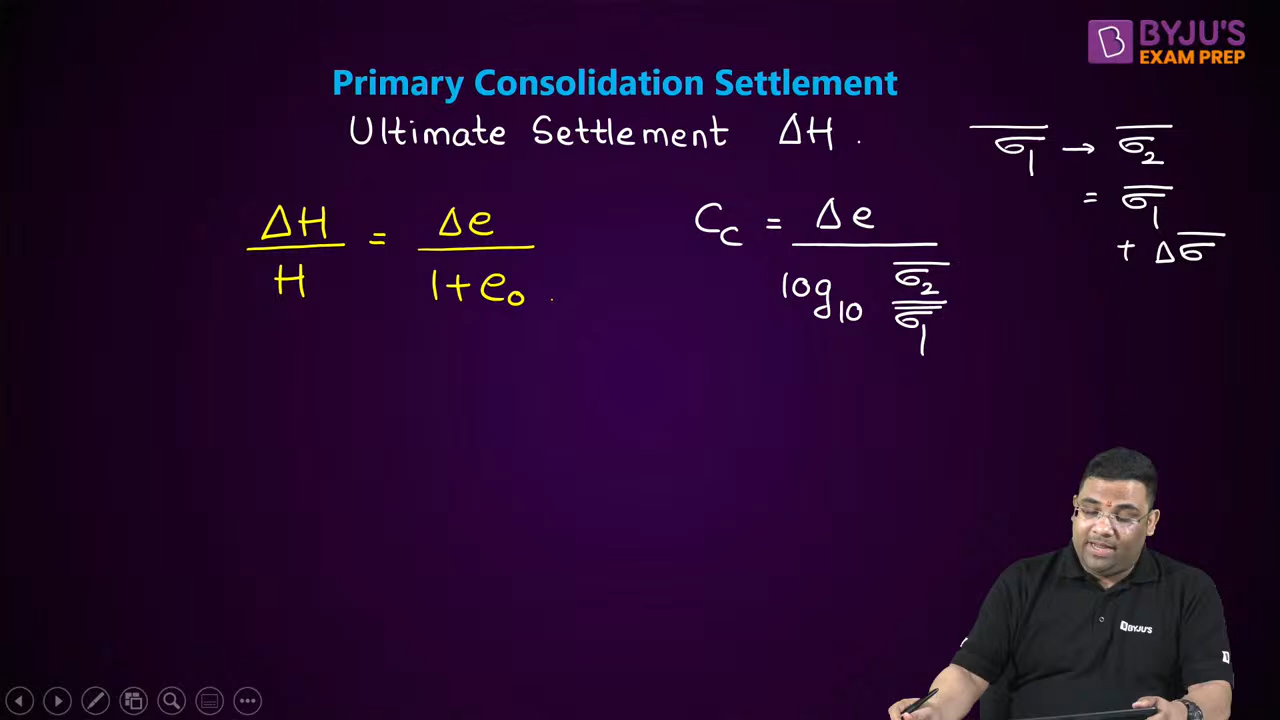 BYJU'S
EXAM PREP
Primary Consolidation Settlement
Ultimate Settlement ΔH.
σ̅₁ → σ̅₂
= σ̅₁
+ Δσ̅
ΔH / H = Δe / 1+e₀
C_c = Δe / log₁₀ σ̅₂ / σ̅₁
BYJU'S